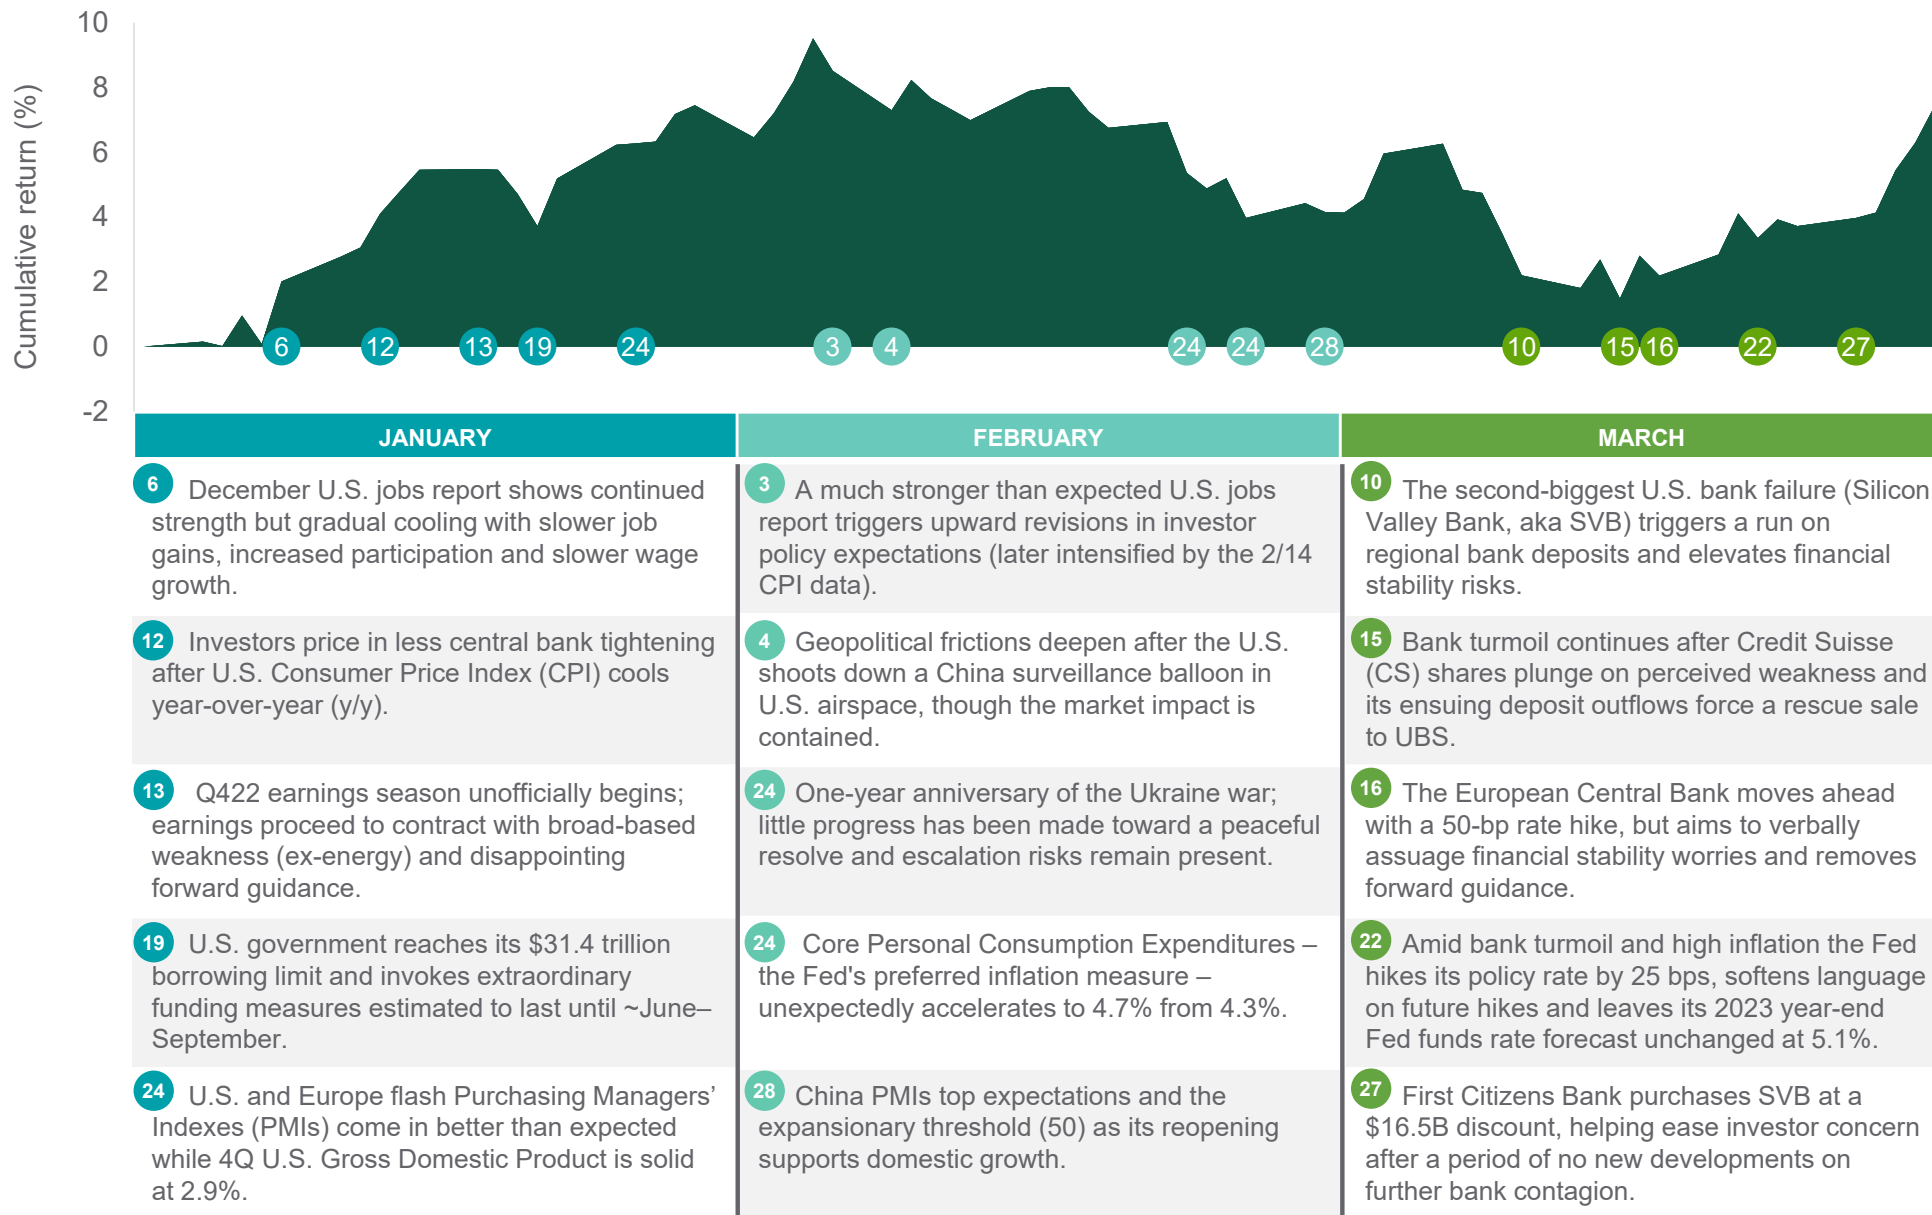 10
8
6
4
2
0
-2
Cumulative return (%)
6 12 13 19 24 3 4 24 24 28 10 15 16 22 27
JANUARY
6 December U.S. jobs report shows continued
strength but gradual cooling with slower job
gains, increased participation and slower wage
growth.
12 Investors price in less central bank tightening
after U.S. Consumer Price Index (CPI) cools
year-over-year (y/y).
13 Q422 earnings season unofficially begins;
earnings proceed to contract with broad-based
weakness (ex-energy) and disappointing
forward guidance.
19 U.S. government reaches its $31.4 trillion
borrowing limit and invokes extraordinary
funding measures estimated to last until ~June–
September.
24 U.S. and Europe flash Purchasing Managers’
Indexes (PMIs) come in better than expected
while 4Q U.S. Gross Domestic Product is solid
at 2.9%.
FEBRUARY
3 A much stronger than expected U.S. jobs
report triggers upward revisions in investor
policy expectations (later intensified by the 2/14
CPI data).
4 Geopolitical frictions deepen after the U.S.
shoots down a China surveillance balloon in
U.S. airspace, though the market impact is
contained.
24 One-year anniversary of the Ukraine war;
little progress has been made toward a peaceful
resolve and escalation risks remain present.
24 Core Personal Consumption Expenditures –
the Fed's preferred inflation measure –
unexpectedly accelerates to 4.7% from 4.3%.
28 China PMIs top expectations and the
expansionary threshold (50) as its reopening
supports domestic growth.
MARCH
10 The second-biggest U.S. bank failure (Silicon
Valley Bank, aka SVB) triggers a run on
regional bank deposits and elevates financial
stability risks.
15 Bank turmoil continues after Credit Suisse
(CS) shares plunge on perceived weakness and
its ensuing deposit outflows force a rescue sale
to UBS.
16 The European Central Bank moves ahead
with a 50-bp rate hike, but aims to verbally
assuage financial stability worries and removes
forward guidance.
22 Amid bank turmoil and high inflation the Fed
hikes its policy rate by 25 bps, softens language
on future hikes and leaves its 2023 year-end
Fed funds rate forecast unchanged at 5.1%.
27 First Citizens Bank purchases SVB at a
$16.5B discount, helping ease investor concern
after a period of no new developments on
further bank contagion.